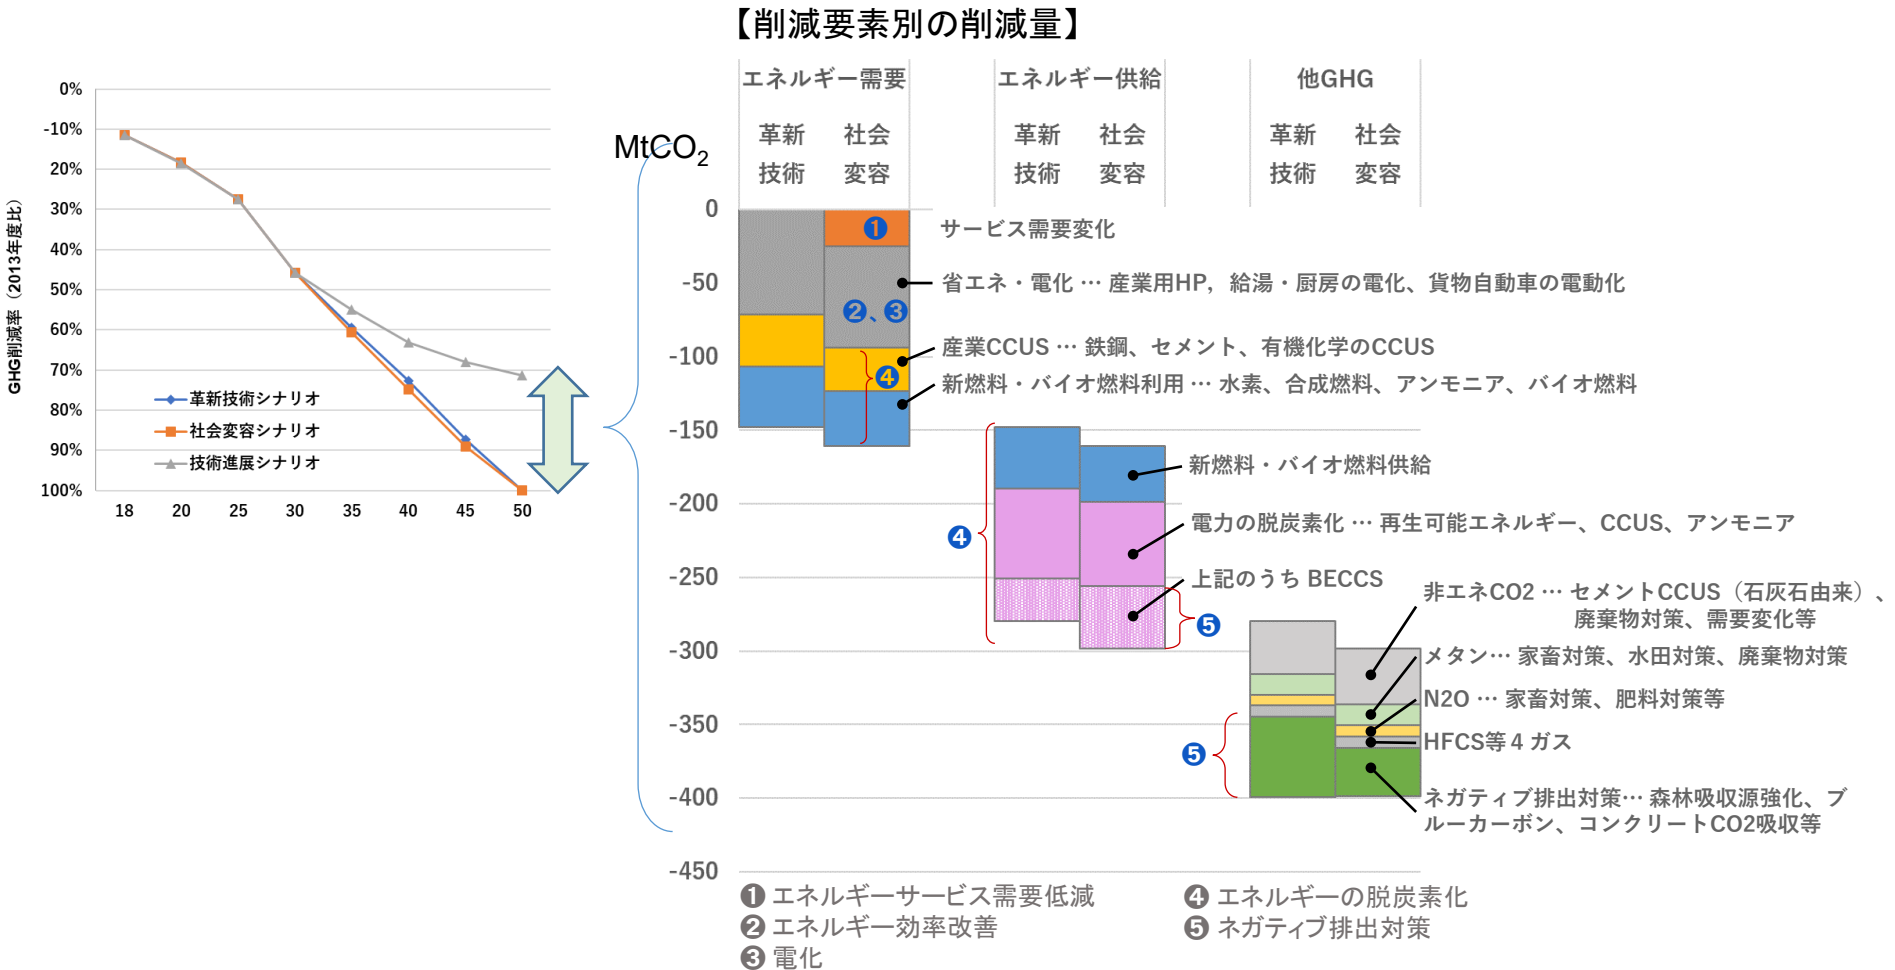 【削減要素別の削減量】
GHG削減率（2013年度比）
0%
-10%
20%
30%
40%
50%
60%
70%
80%
90%
100%
18 20 25 30 35 40 45 50
革新技術シナリオ
社会変容シナリオ
技術進展シナリオ
MtCO2
エネルギー需要 エネルギー供給 他GHG
革新 社会 革新 社会 革新 社会
技術 変容 技術 変容 技術 変容
0
-50
-100
-150
-200
-250
-300
-350
-400
-450
❶
サービス需要変化
省エネ・電化 … 産業用HP，給湯・厨房の電化、貨物自動車の電動化
❷、❸
産業CCUS … 鉄鋼、セメント、有機化学のCCUS
❹
新燃料・バイオ燃料利用 … 水素、合成燃料、アンモニア、バイオ燃料
新燃料・バイオ燃料供給
電力の脱炭素化 … 再生可能エネルギー、CCUS、アンモニア
❹
上記のうち BECCS
❺
非エネCO2 … セメントCCUS（石灰石由来）、
廃棄物対策、需要変化等
メタン… 家畜対策、水田対策、廃棄物対策
N2O … 家畜対策、肥料対策等
HFCS等４ガス
❺
ネガティブ排出対策… 森林吸収源強化、ブ
ルーカーボン、コンクリートCO2吸収等
❶ エネルギーサービス需要低減
❷ エネルギー効率改善
❸ 電化
❹ エネルギーの脱炭素化
❺ ネガティブ排出対策